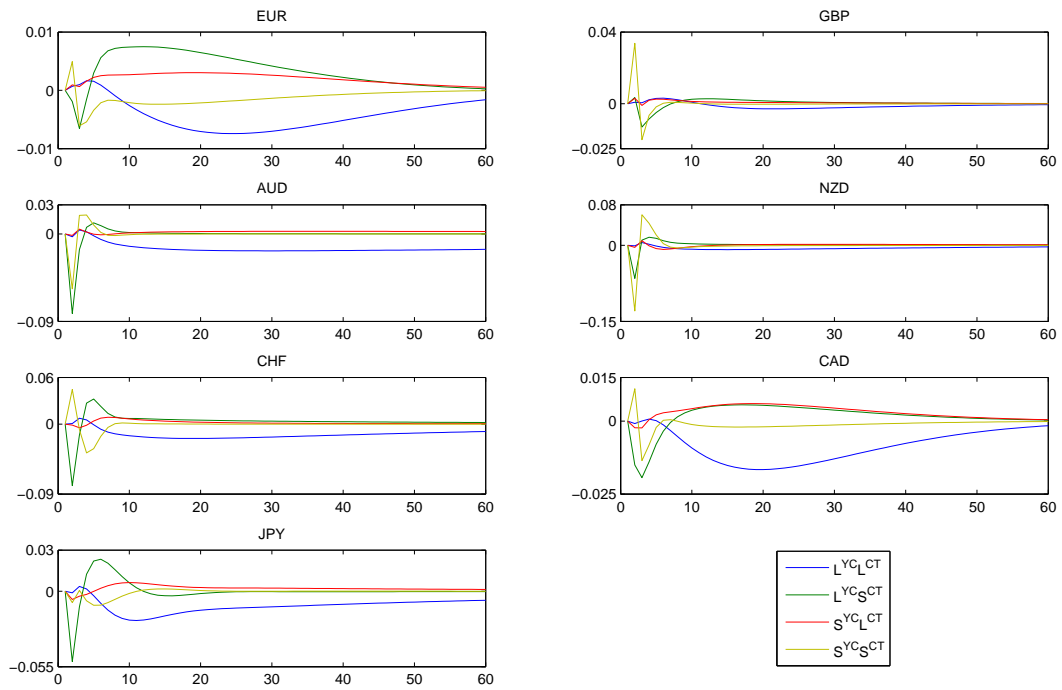 EUR
0.01
0
−0.01
0 10 20 30 40 50 60
GBP
0.04
0
−0.025
0 10 20 30 40 50 60
AUD
0.03
0
−0.09
0 10 20 30 40 50 60
NZD
0.08
0
−0.15
0 10 20 30 40 50 60
CHF
0.06
0
−0.09
0 10 20 30 40 50 60
CAD
0.015
0
−0.025
0 10 20 30 40 50 60
JPY
0.03
0
−0.055
0 10 20 30 40 50 60
L^YC L^CT
L^YC S^CT
S^YC L^CT
S^YC S^CT